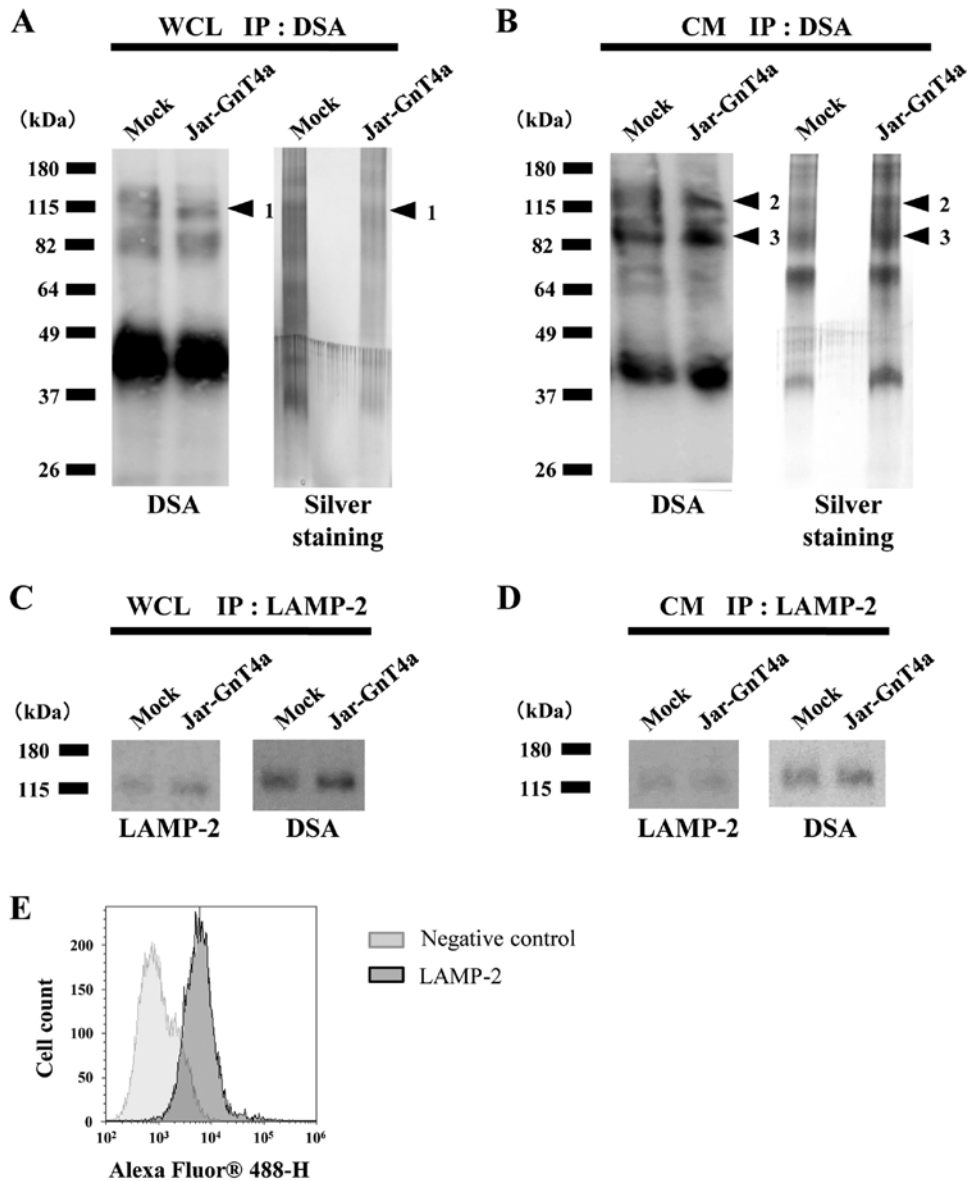 A
WCL IP : DSA
(kDa)
Mock
Jar-GnT4a
Mock
Jar-GnT4a
180
115
82
64
49
37
26
1
1
DSA
Silver
staining
B
CM IP : DSA
(kDa)
Mock
Jar-GnT4a
Mock
Jar-GnT4a
180
115
82
64
49
37
26
2
3
2
3
DSA
Silver
staining
C
WCL IP : LAMP-2
(kDa)
Mock
Jar-GnT4a
Mock
Jar-GnT4a
180
115
LAMP-2
DSA
D
CM IP : LAMP-2
(kDa)
Mock
Jar-GnT4a
Mock
Jar-GnT4a
180
115
LAMP-2
DSA
E
Cell count
200
150
100
50
0
10² 10³ 10⁴ 10⁵ 10⁶
Alexa Fluor® 488-H
Negative control
LAMP-2